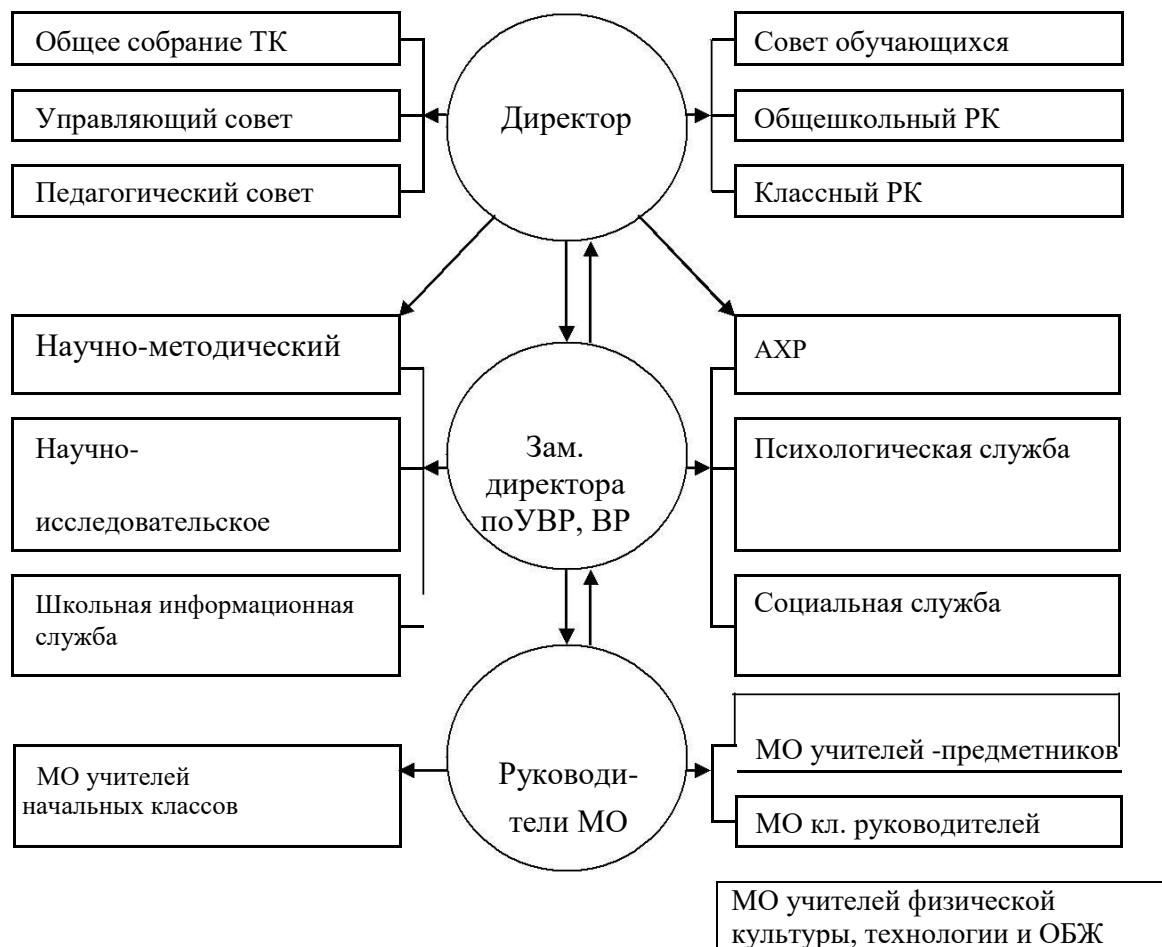 Общее собрание ТК
Управляющий совет
Педагогический совет
Директор
Совет обучающихся
Общешкольный РК
Классный РК
Научно-методический
Научно-
исследовательское
Школьная информационная
служба
Зам.
директора
поУВР, ВР
АХР
Психологическая служба
Социальная служба
МО учителей
начальных классов
Руководи-
тели МО
МО учителей -предметников
МО кл. руководителей
МО учителей физической
культуры, технологии и ОБЖ